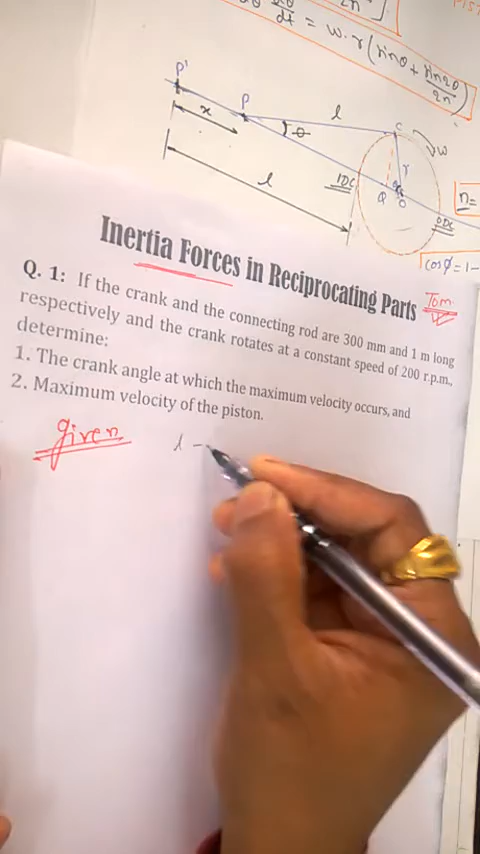 dt = ω.r(sinθ + sin2θ
2n
P'
P
x
l
θ
C
ω
r
l
IDC
Q
O
ODC
n=
cosφ=1-
Inertia Forces in Reciprocating Parts
Tom
Q. 1: If the crank and the connecting rod are 300 mm and 1 m long
respectively and the crank rotates at a constant speed of 200 r.p.m.,
determine:
1. The crank angle at which the maximum velocity occurs, and
2. Maximum velocity of the piston.
given